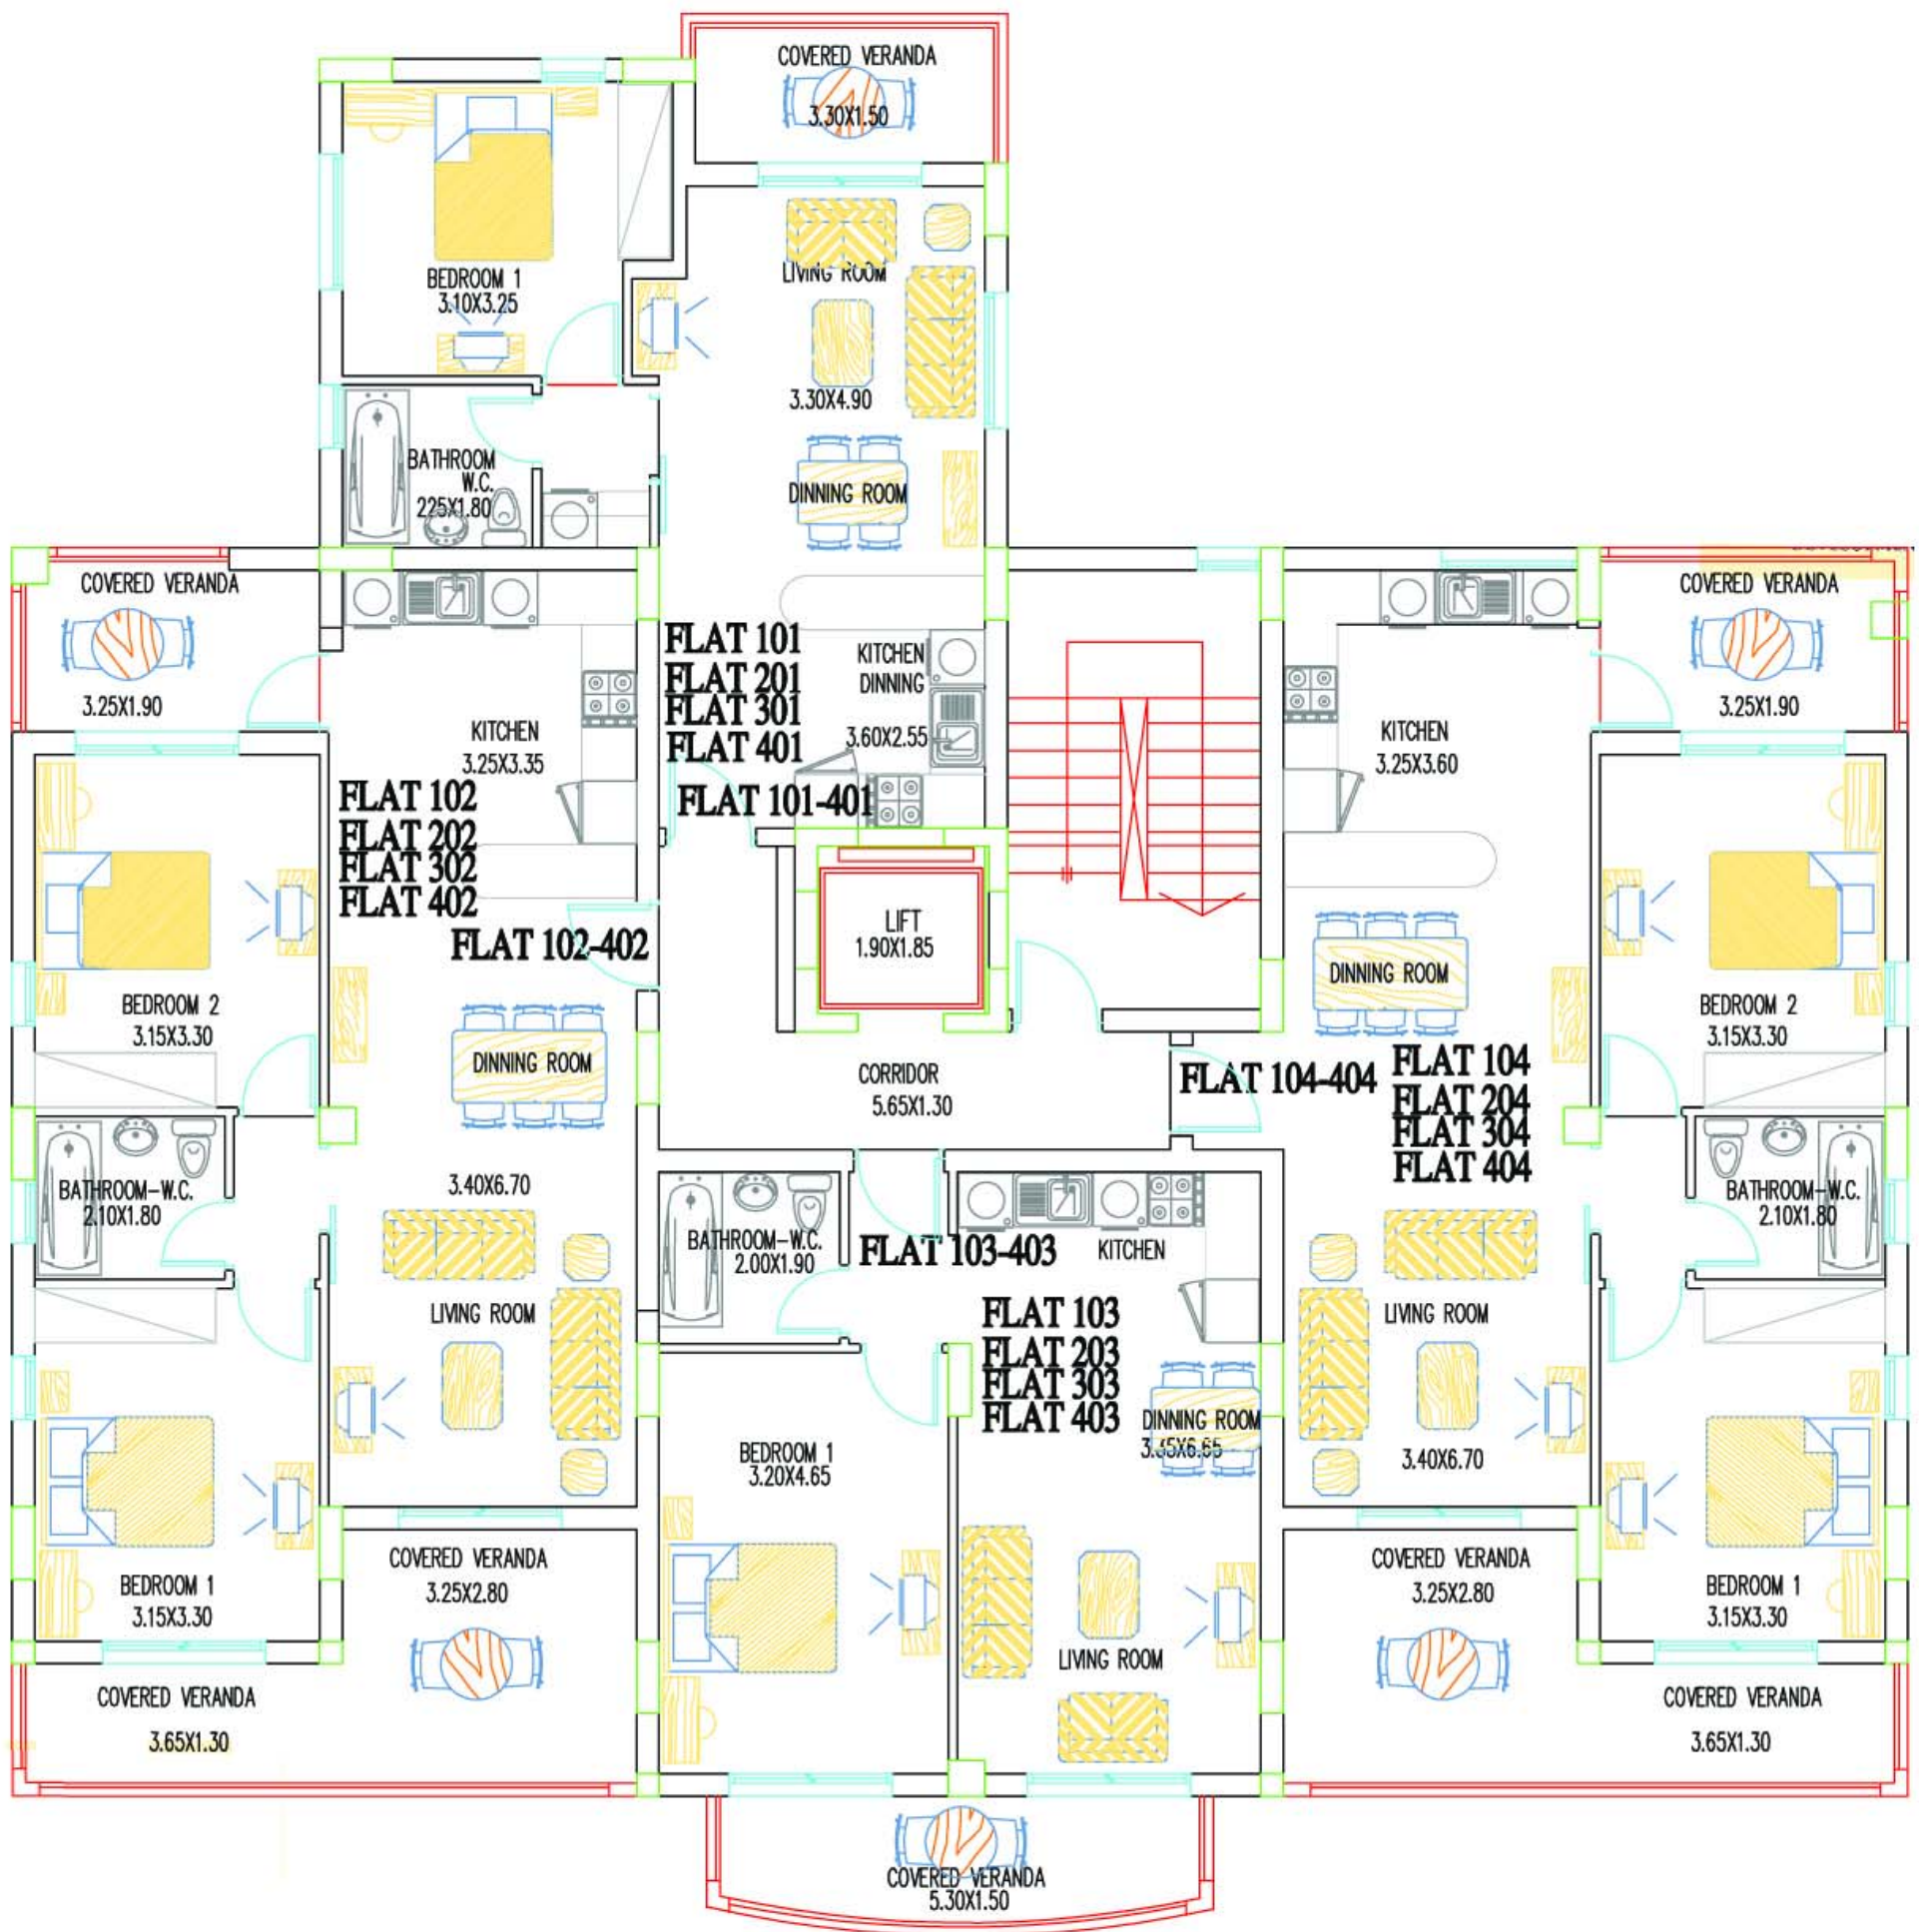 COVERED VERANDA
3.30X1.50
BEDROOM 1
3.10X3.25
LIVING ROOM
3.30X4.90
DINNING ROOM
BATHROOM
W.C.
225X1.80
COVERED VERANDA
3.25X1.90
KITCHEN
3.25X3.35
FLAT 101
FLAT 201
FLAT 301
FLAT 401
KITCHEN
DINNING
3.60X2.55
FLAT 101-401
KITCHEN
3.25X3.60
COVERED VERANDA
3.25X1.90
FLAT 102
FLAT 202
FLAT 302
FLAT 402
FLAT 102-402
LIFT
1.90X1.85
DINNING ROOM
BEDROOM 2
3.15X3.30
DINNING ROOM
CORRIDOR
5.65X1.30
FLAT 104-404
FLAT 104
FLAT 204
FLAT 304
FLAT 404
BEDROOM 2
3.15X3.30
BATHROOM-W.C.
2.10X1.80
3.40X6.70
LIVING ROOM
BATHROOM-W.C.
2.00X1.90
FLAT 103-403
KITCHEN
FLAT 103
FLAT 203
FLAT 303
FLAT 403
DINNING ROOM
LIVING ROOM
3.40X6.70
BATHROOM-W.C.
2.10X1.80
BEDROOM 1
3.15X3.30
COVERED VERANDA
3.25X2.80
BEDROOM 1
3.20X4.65
LIVING ROOM
COVERED VERANDA
3.25X2.80
BEDROOM 1
3.15X3.30
COVERED VERANDA
3.65X1.30
COVERED VERANDA
3.65X1.30
COVERED VERANDA
5.30X1.50